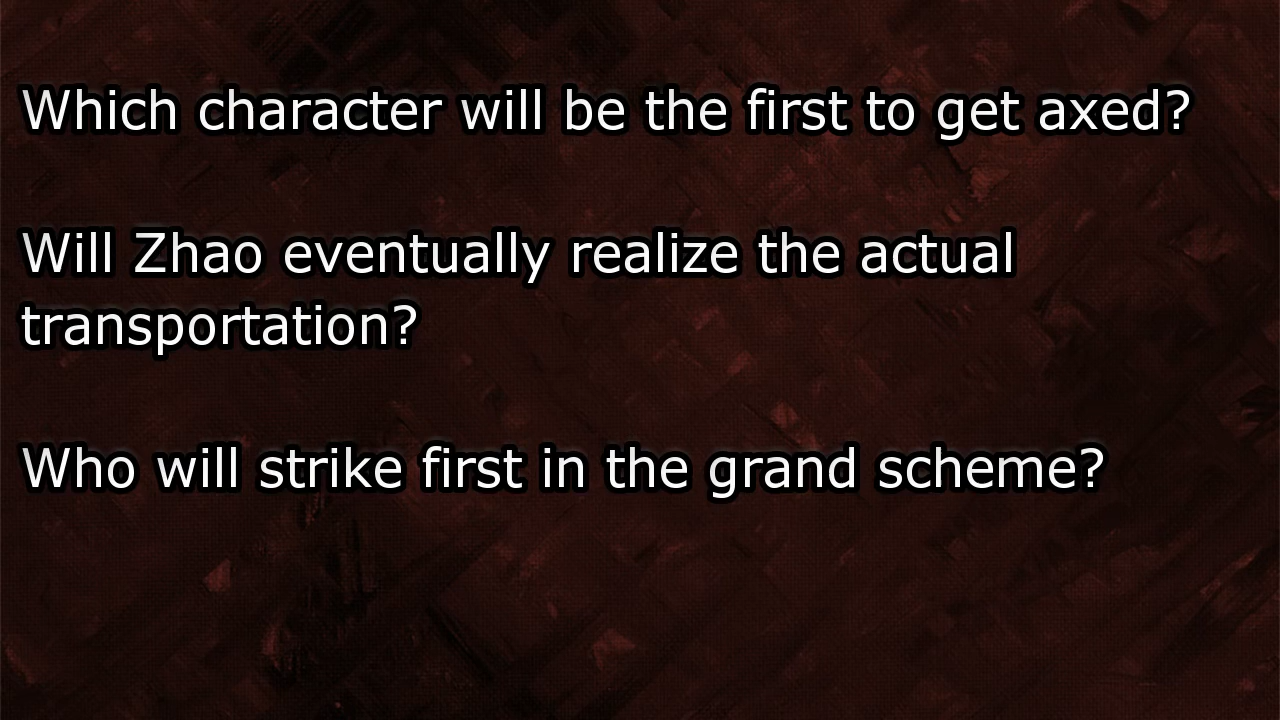 Which character will be the first to get axed?
Will Zhao eventually realize the actual
transportation?
Who will strike first in the grand scheme?